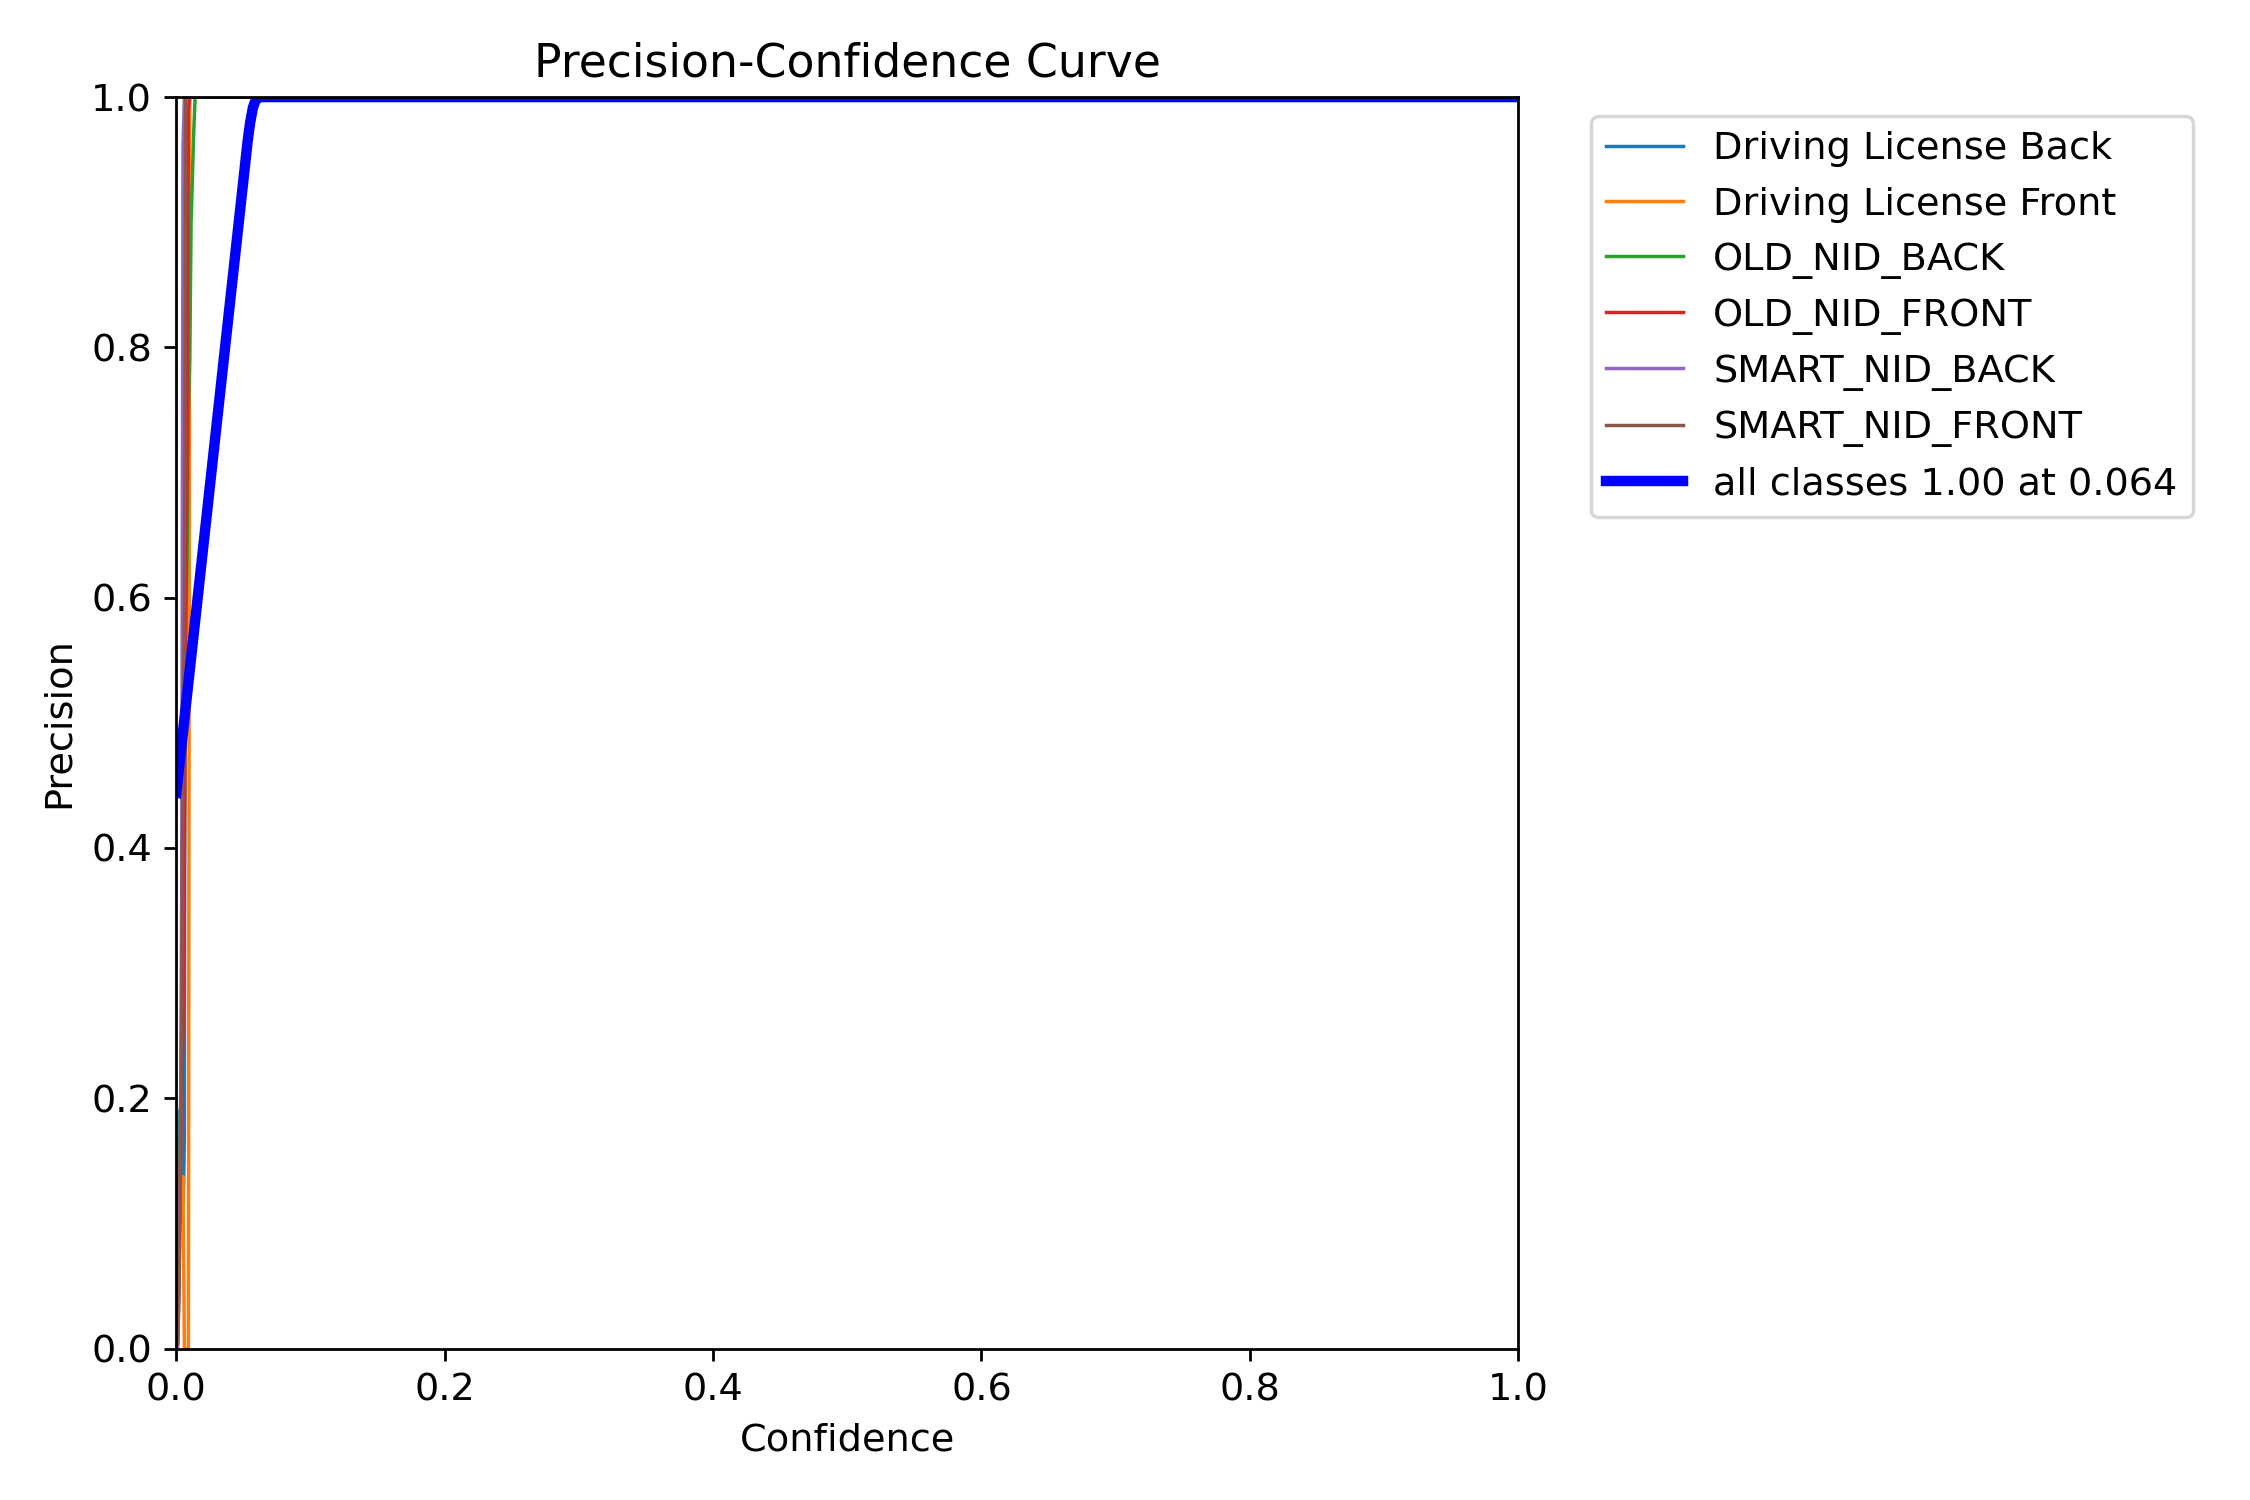 Precision-Confidence Curve
1.0
0.8
0.6
0.4
0.2
0.0
Precision
0.0 0.2 0.4 0.6 0.8 1.0
Confidence
Driving License Back
Driving License Front
OLD_NID_BACK
OLD_NID_FRONT
SMART_NID_BACK
SMART_NID_FRONT
all classes 1.00 at 0.064